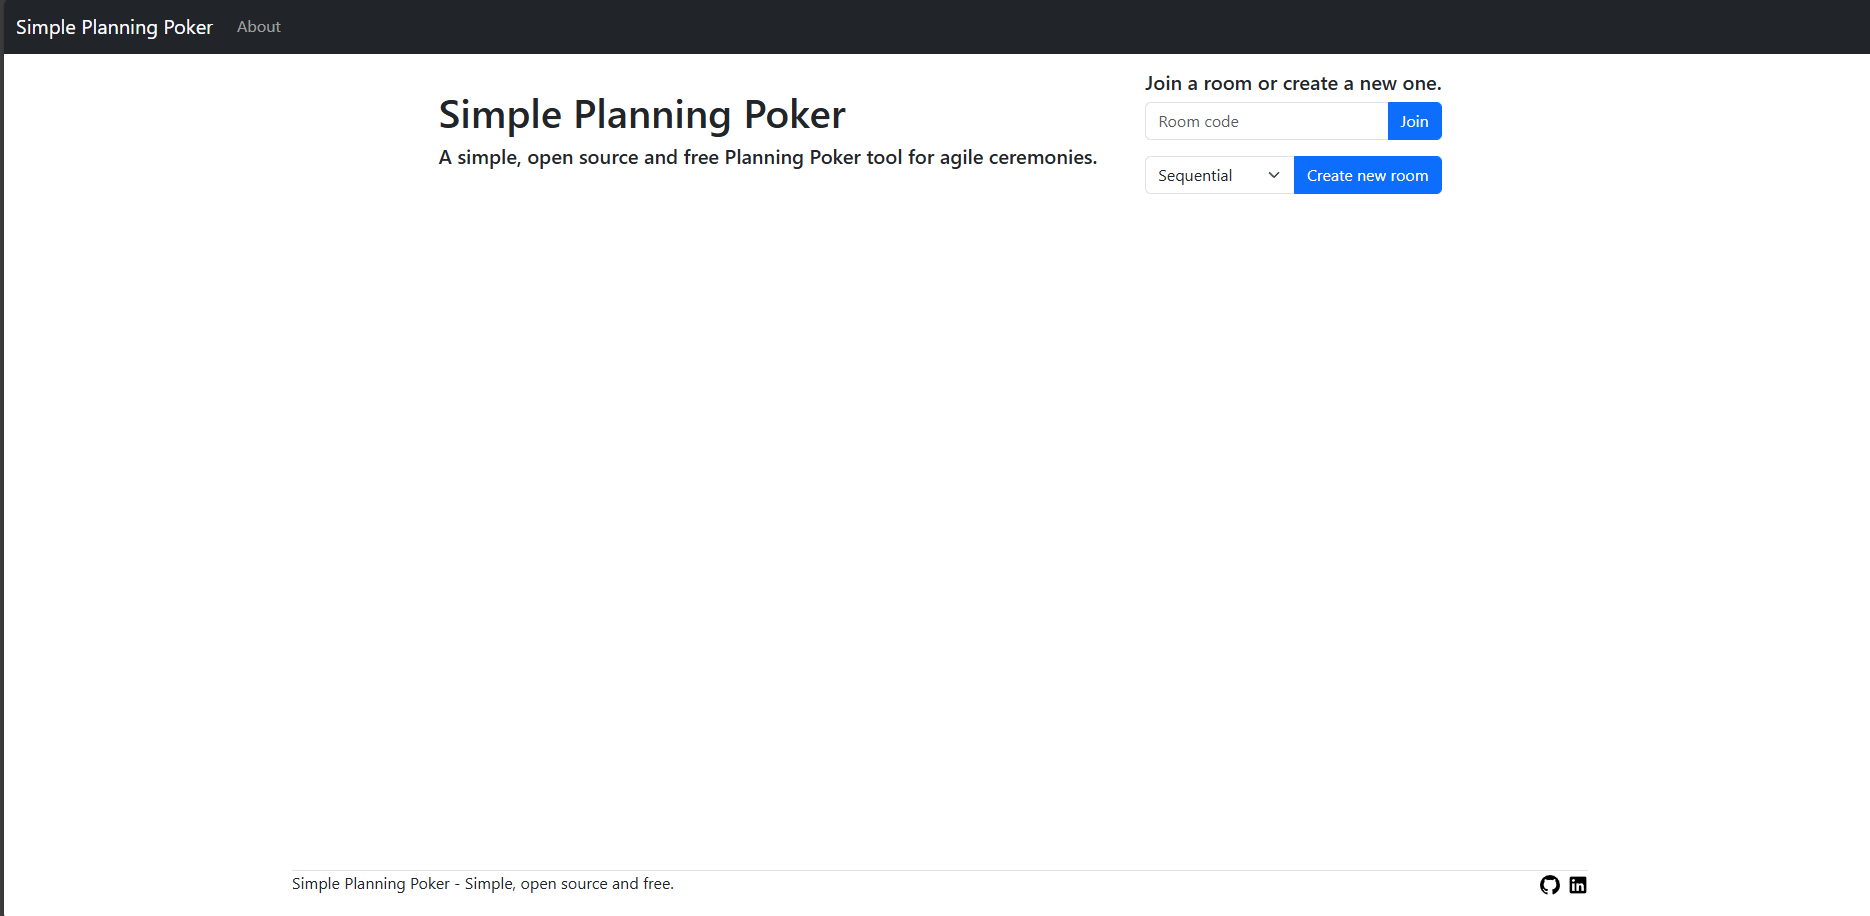 Simple Planning Poker
About
Simple Planning Poker
A simple, open source and free Planning Poker tool for agile ceremonies.
Join a room or create a new one.
Room code
Join
Sequential
Create new room
Simple Planning Poker - Simple, open source and free.
in